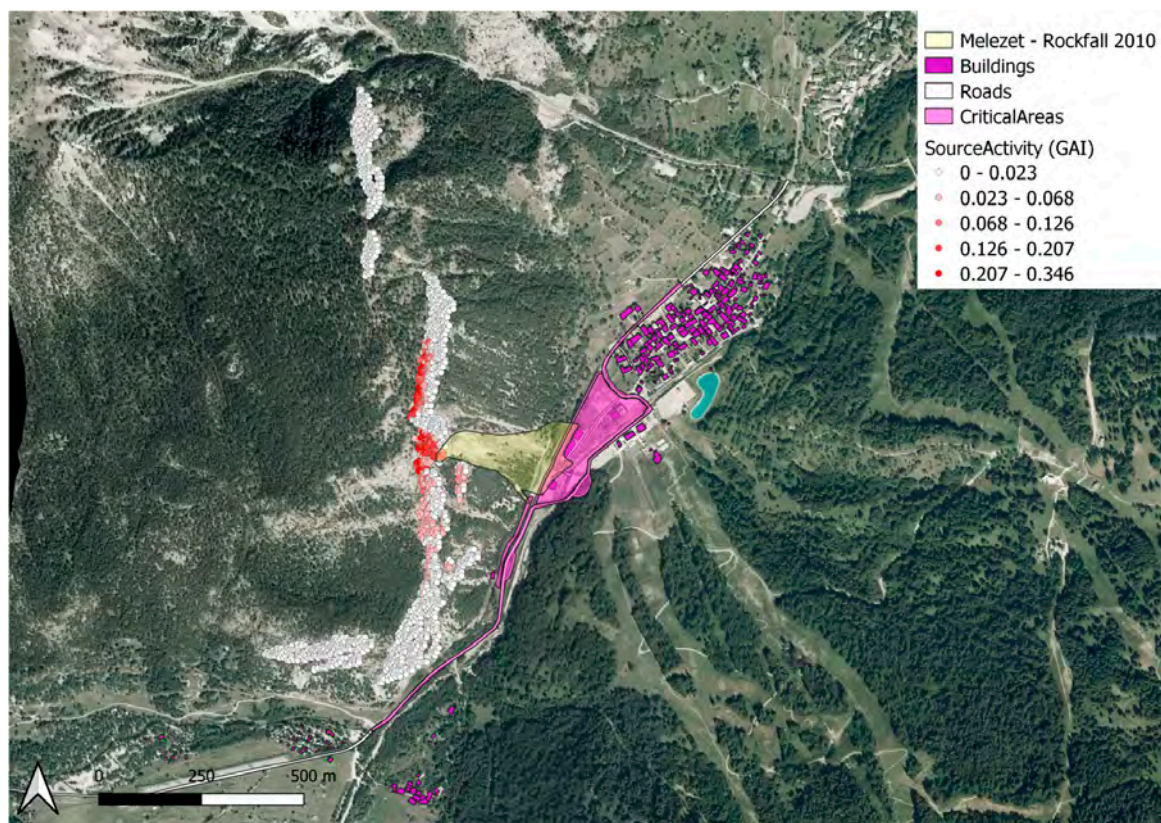 Melezet - Rockfall 2010
Buildings
Roads
CriticalAreas
SourceActivity (GAI)
0 - 0.023
0.023 - 0.068
0.068 - 0.126
0.126 - 0.207
0.207 - 0.346
0 250 500 m